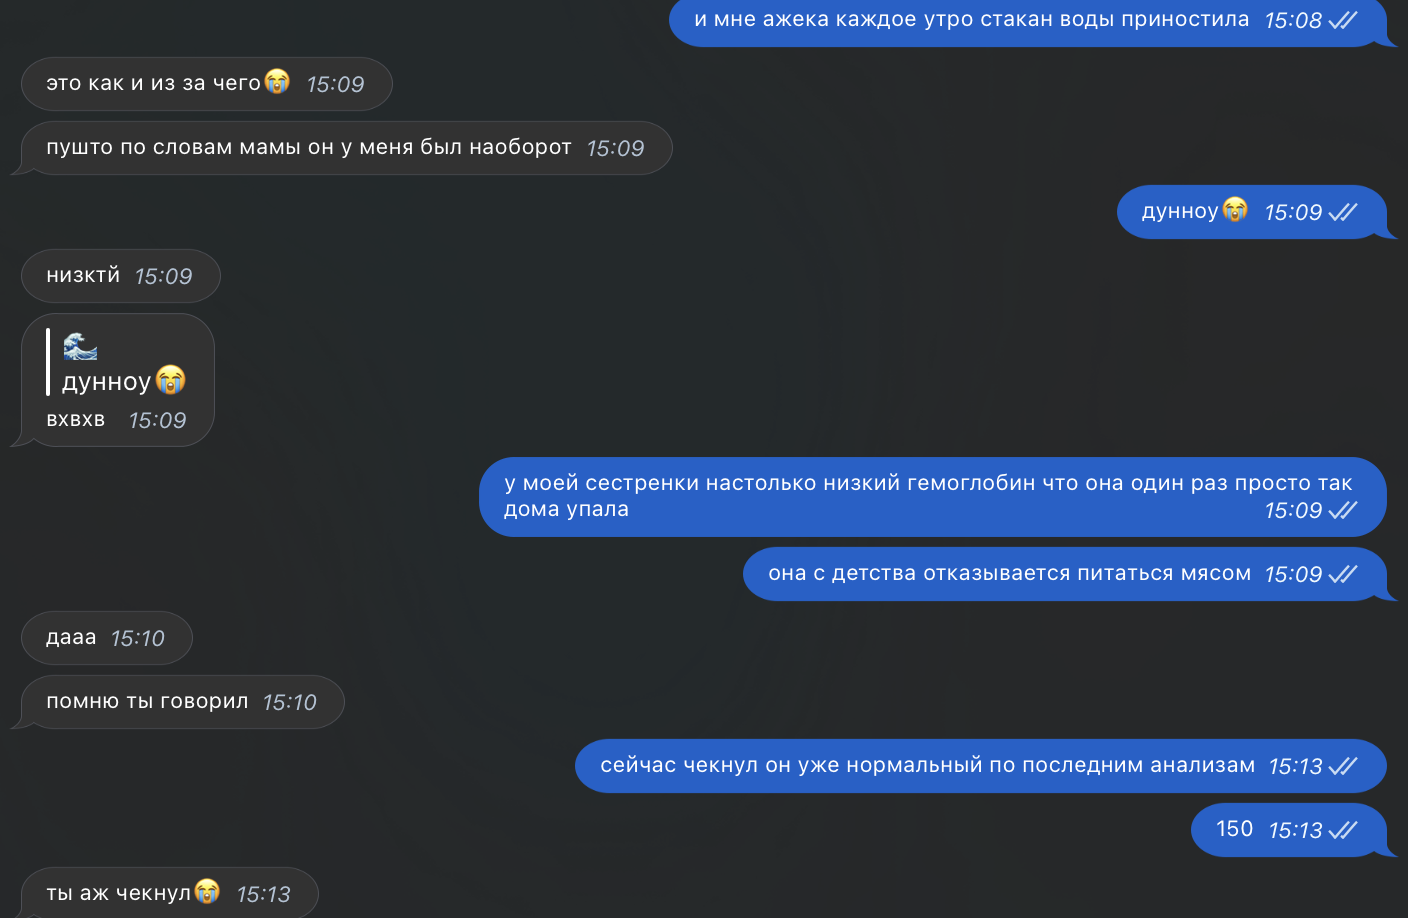 и мне ажека каждое утро стакан воды приностила 15:08
это как и из за чего😭 15:09
пушто по словам мамы он у меня был наоборот 15:09
дунноу😭 15:09
низктй 15:09
🌊
дунноу😭
вхвхв 15:09
у моей сестренки настолько низкий гемоглобин что она один раз просто так
дома упала 15:09
она с детства отказывается питаться мясом 15:09
дааа 15:10
помню ты говорил 15:10
сейчас чекнул он уже нормальный по последним анализам 15:13
150 15:13
ты аж чекнул😭 15:13